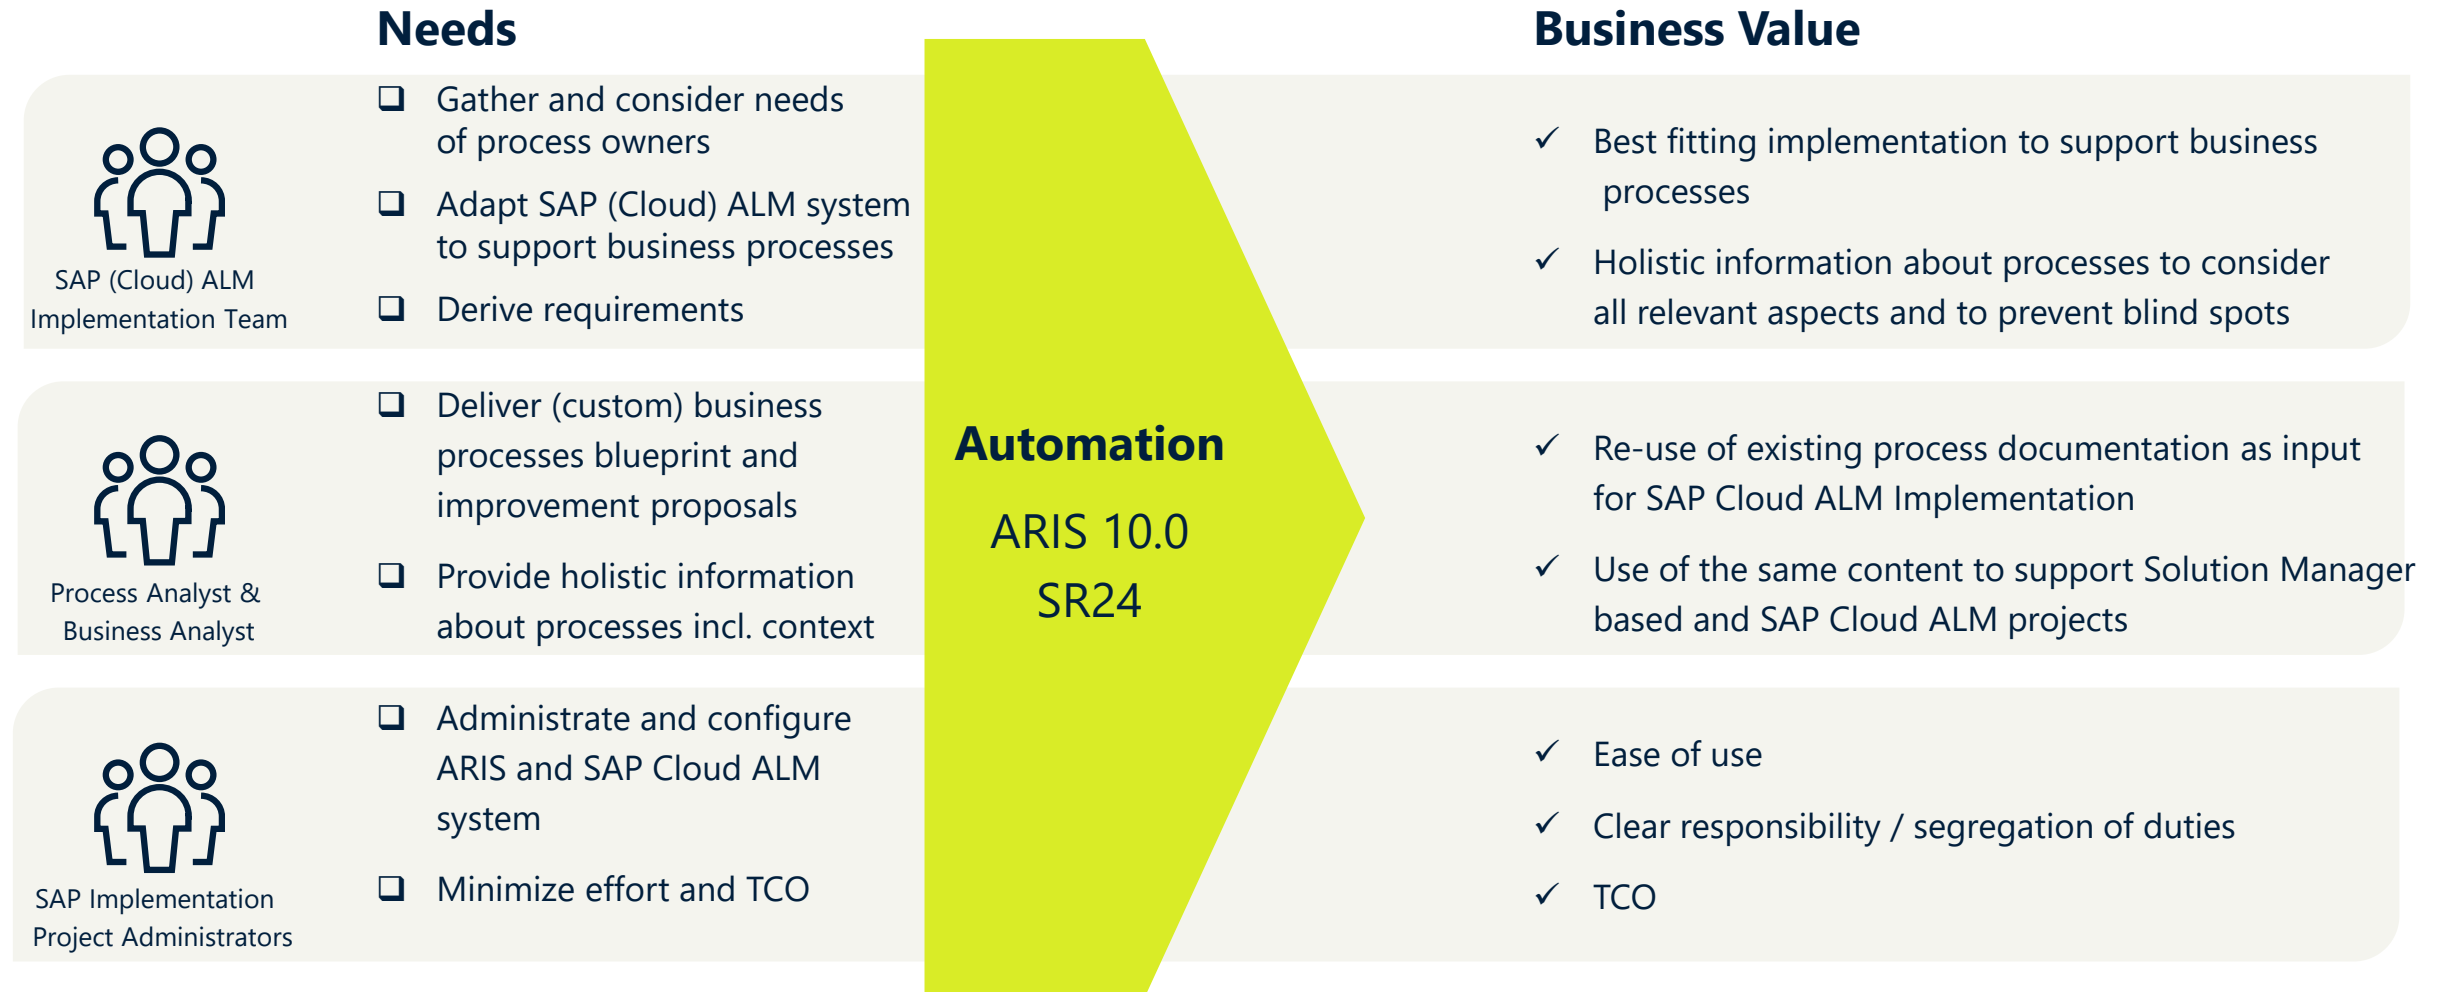 Needs
Business Value
SAP (Cloud) ALM
Implementation Team
Gather and consider needs
of process owners
Adapt SAP (Cloud) ALM system
to support business processes
Derive requirements
Best fitting implementation to support business
processes
Holistic information about processes to consider
all relevant aspects and to prevent blind spots
Automation
ARIS 10.0
SR24
Process Analyst &
Business Analyst
Deliver (custom) business
processes blueprint and
improvement proposals
Provide holistic information
about processes incl. context
Re-use of existing process documentation as input
for SAP Cloud ALM Implementation
Use of the same content to support Solution Manager
based and SAP Cloud ALM projects
SAP Implementation
Project Administrators
Administrate and configure
ARIS and SAP Cloud ALM
system
Minimize effort and TCO
Ease of use
Clear responsibility / segregation of duties
TCO